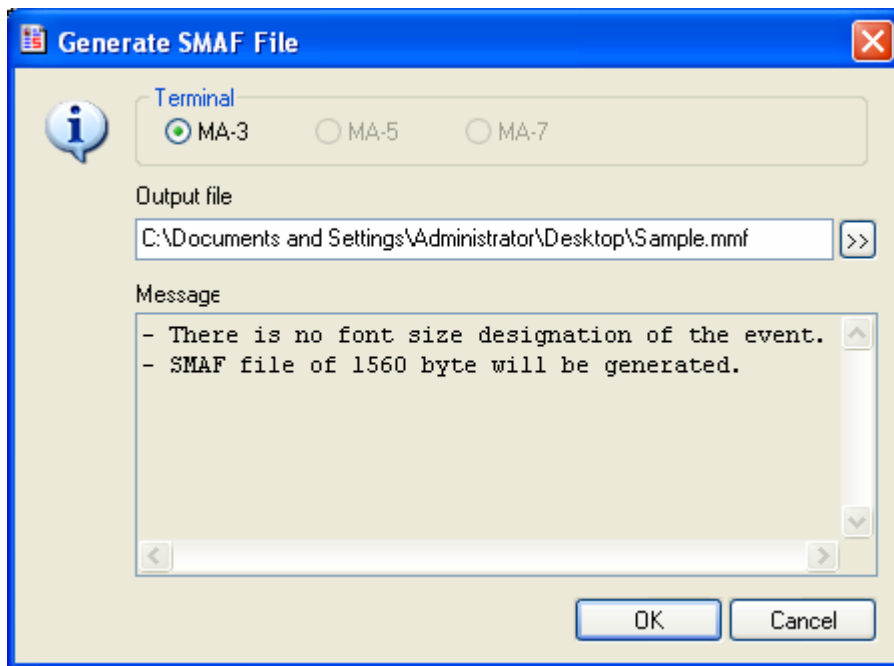 Generate SMAF File
Terminal
MA-3 MA-5 MA-7
Output file
C:\Documents and Settings\Administrator\Desktop\Sample.mmf >>
Message
- There is no font size designation of the event.
- SMAF file of 1560 byte will be generated.
OK Cancel